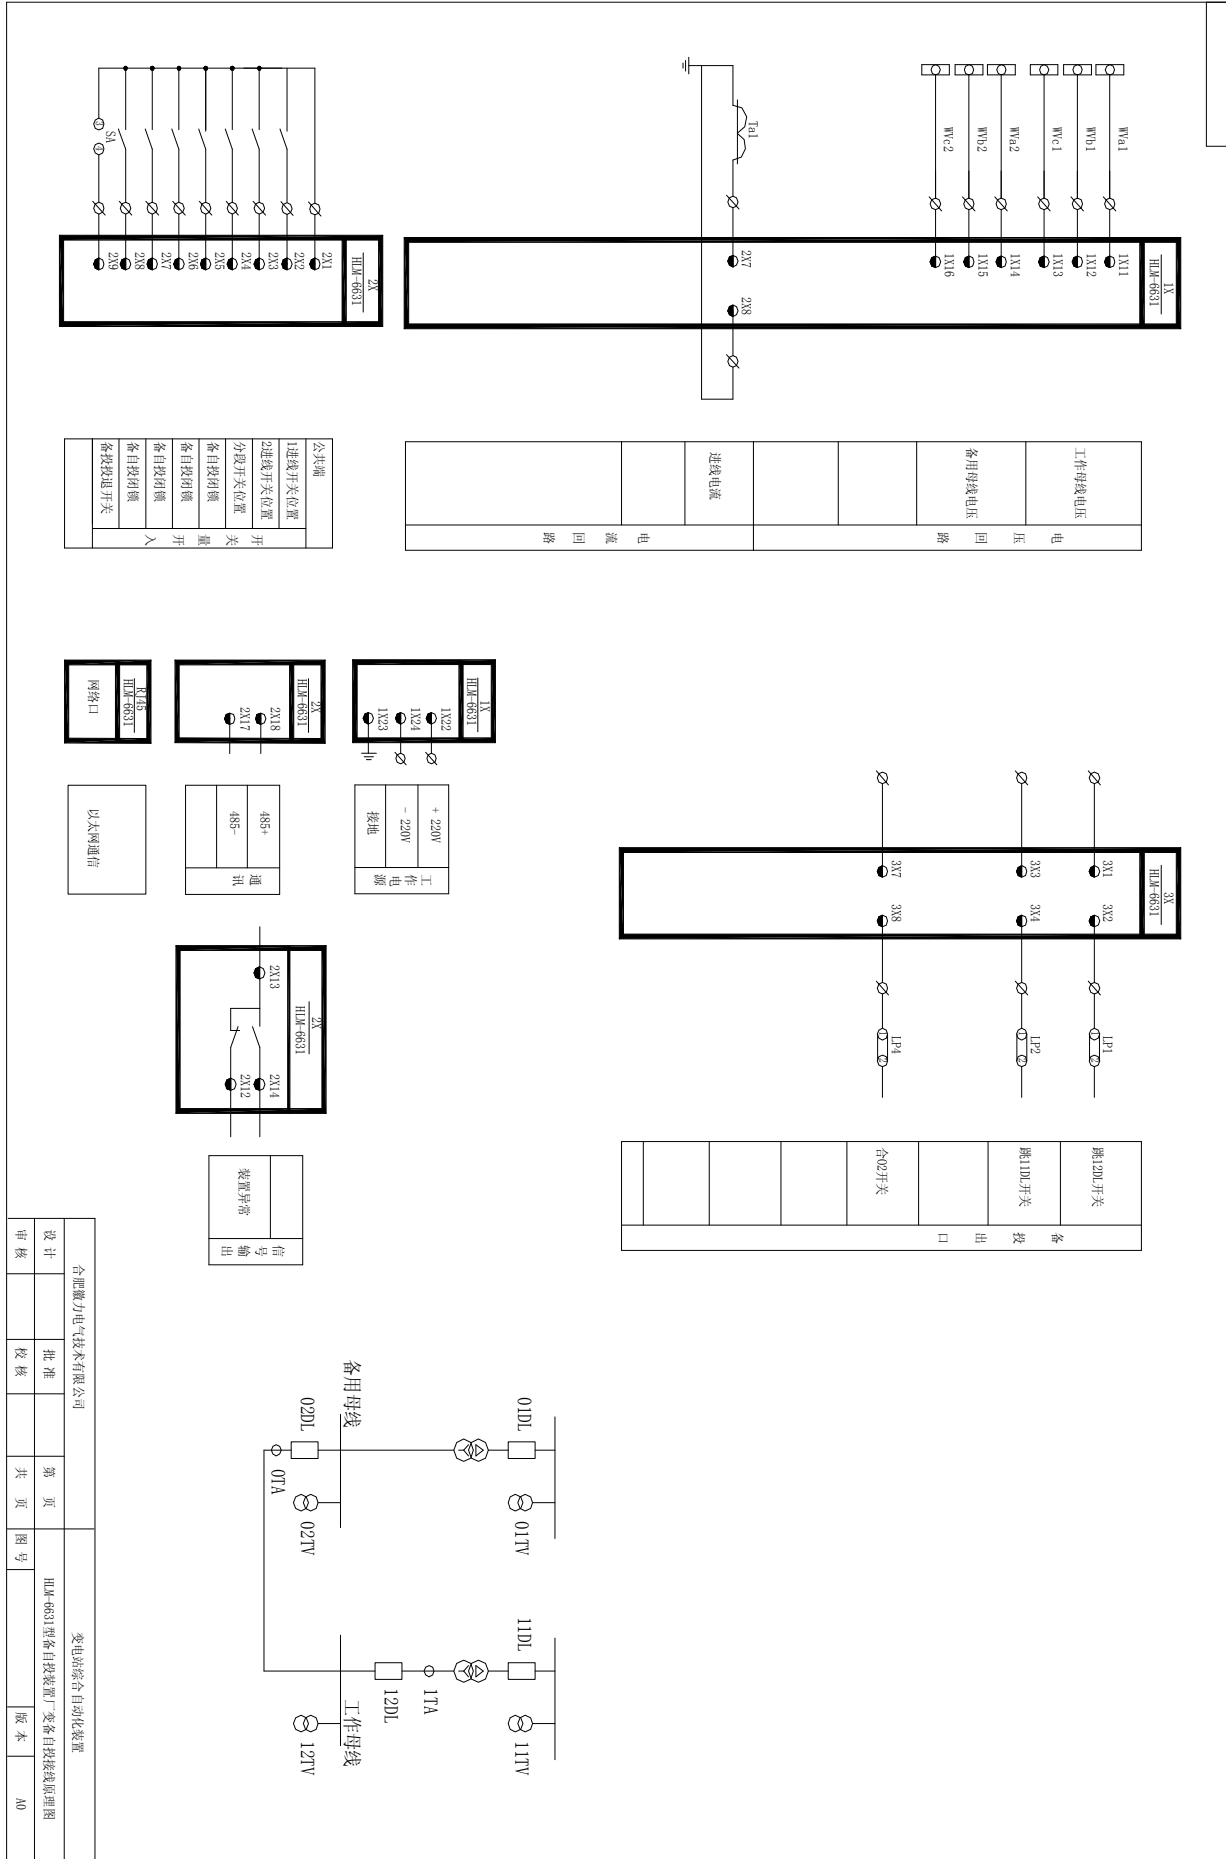 WVa1
WVb1
WVc1
WVa2
WVb2
WVc2
Ta1
1X
HLM-6631
1X11
1X12
1X13
1X14
1X15
1X16
2X7
2X8
工作母线电压
备用母线电压
进线电流
电压回路
电流回路
SA
3
4
2X
HLM-6631
2X1
2X2
2X3
2X4
2X5
2X6
2X7
2X8
2X9
公共端
1进线开关位置
2进线开关位置
分段开关位置
备自投闭锁
备自投闭锁
备自投闭锁
备自投闭锁
备投投退开关
开关量开入
3X
HLM-6631
3X1
3X2
3X3
3X4
3X7
3X8
LP1
1
2
LP2
1
2
LP4
1
2
跳12DL开关
跳11DL开关
合02开关
备投出口
1X
HLM-6631
1X22
1X24
1X23
+ 220V
- 220V
接地
工作电源
2X
HLM-6631
2X18
2X17
485+
485-
通讯
RJ45
HLM-6631
网络口
以太网通信
2X
HLM-6631
2X13
2X14
2X12
装置异常
信号输出
01DL
01TV
11DL
11TV
备用母线
02DL
0TA
02TV
1TA
12DL
工作母线
12TV
合肥徽力电气技术有限公司
变电站综合自动化装置
设计
批准
第 页
HLM-6631型备自投装置厂变备自投接线原理图
审核
校核
共 页
图号
版本
A0